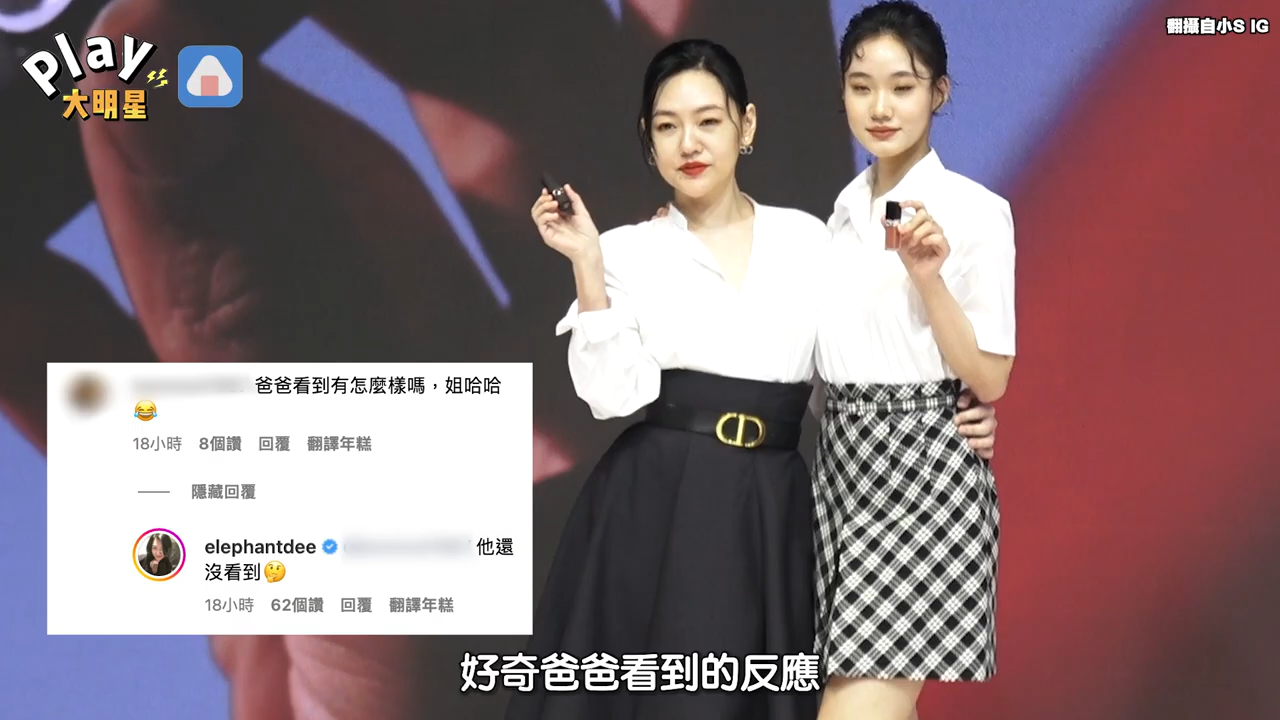 Play
大明星
翻攝自小S IG
爸爸看到有怎麼樣嗎，姐哈哈
😂
18小時 8個讚 回覆 翻譯年糕
隱藏回覆
elephantdee 他還
沒看到🤔
18小時 62個讚 回覆 翻譯年糕
好奇爸爸看到的反應